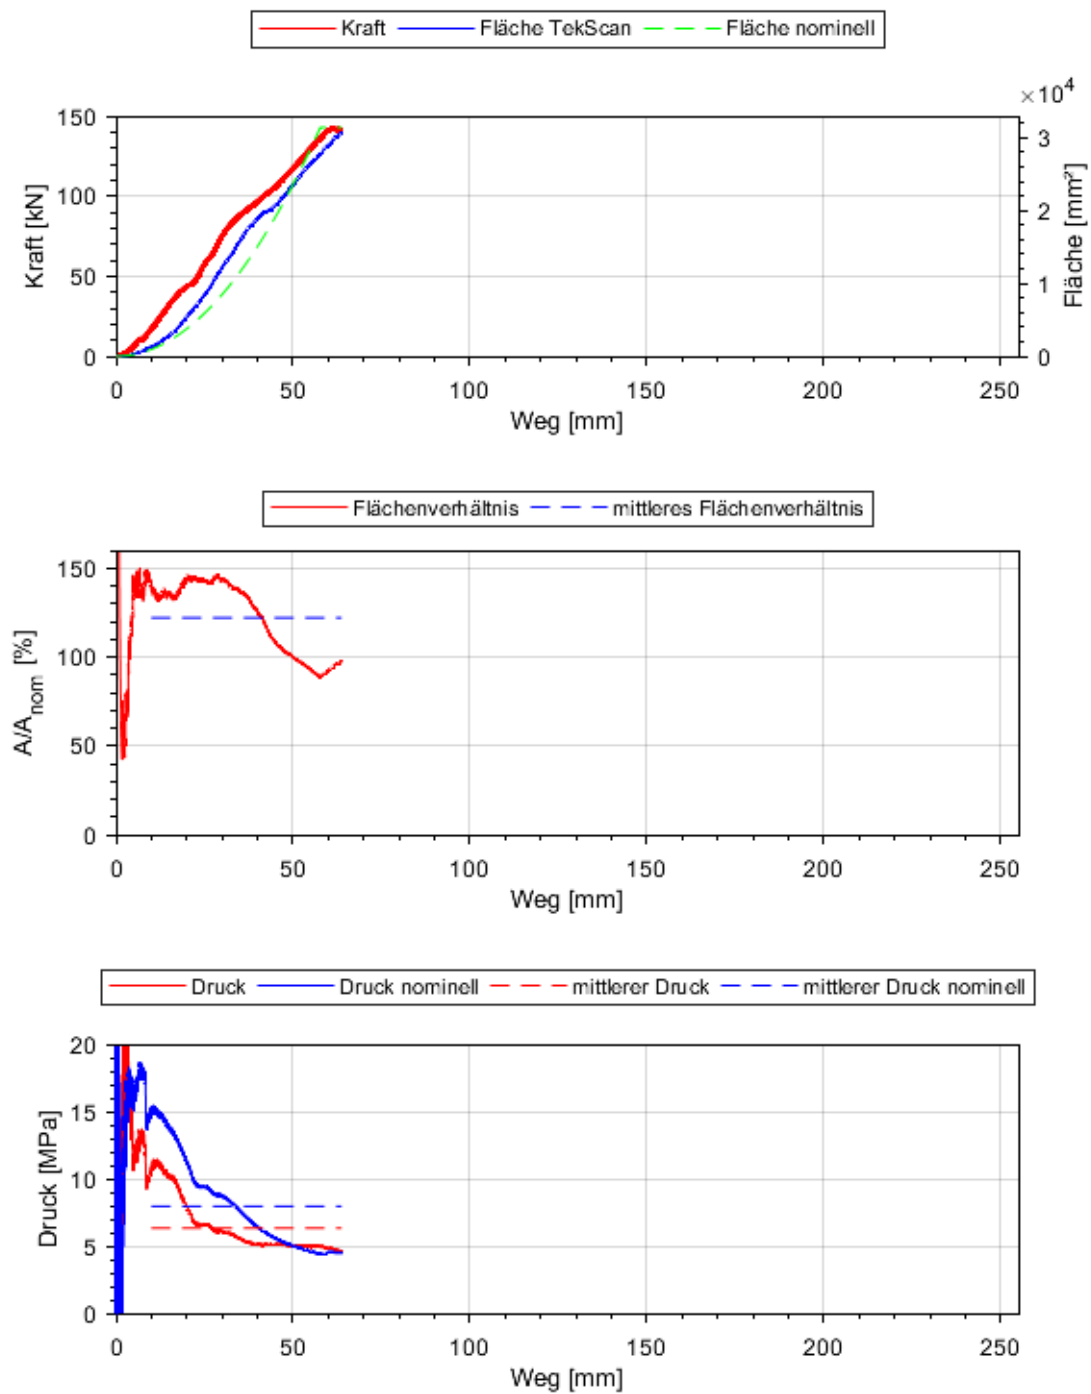 Kraft Fläche TekScan Fläche nominell
×10⁴
150
100
50
0
3
2
1
0
Kraft [kN]
Fläche [mm²]
0 50 100 150 200 250
Weg [mm]
Flächenverhältnis mittleres Flächenverhältnis
150
100
50
0
A/Anom [%]
0 50 100 150 200 250
Weg [mm]
Druck Druck nominell mittlerer Druck mittlerer Druck nominell
20
15
10
5
0
Druck [MPa]
0 50 100 150 200 250
Weg [mm]